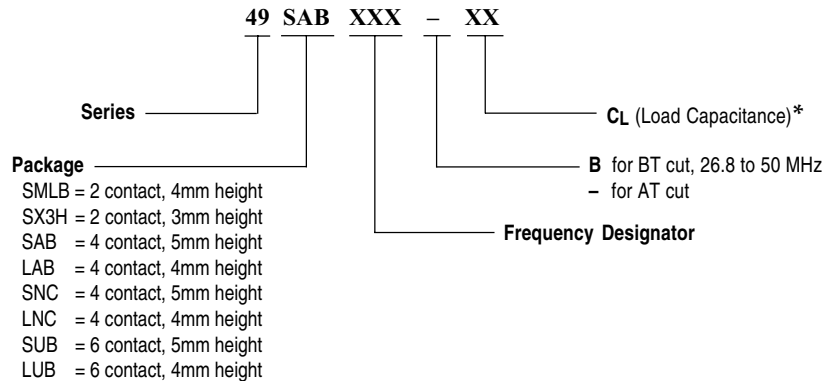 49 SAB XXX – XX
Series
CL (Load Capacitance)*
Package
B for BT cut, 26.8 to 50 MHz
– for AT cut
SMLB = 2 contact, 4mm height
SX3H = 2 contact, 3mm height
Frequency Designator
SAB = 4 contact, 5mm height
LAB = 4 contact, 4mm height
SNC = 4 contact, 5mm height
LNC = 4 contact, 4mm height
SUB = 6 contact, 5mm height
LUB = 6 contact, 4mm height